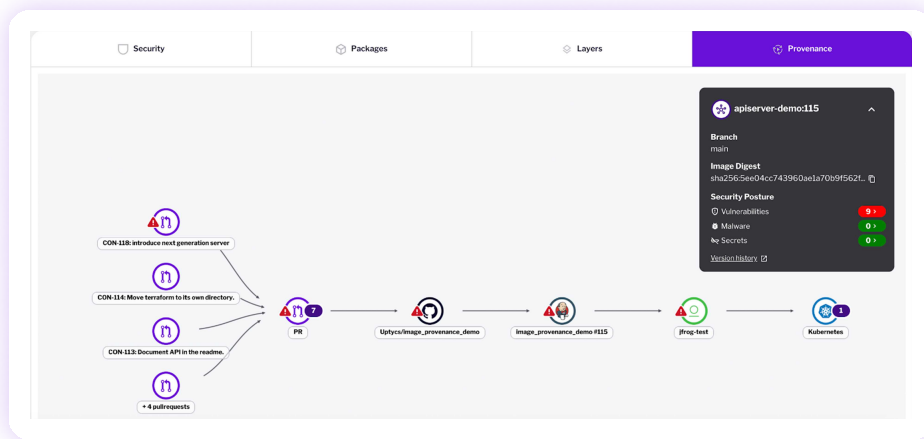 Security
Packages
Layers
Provenance
apiserver-demo:115
Branch
main
Image Digest
sha256:5ee04cc743960ae1a70b9f562f...
Security Posture
Vulnerabilities 9 >
Malware 0 >
Secrets 0 >
Version history
CON-118: introduce next generation server
CON-114: Move terraform to its own directory.
CON-113: Document API in the readme.
+ 4 pullrequests
7
PR
Uptycs/image_provenance_demo
image_provenance_demo #115
jfrog-test
1
Kubernetes